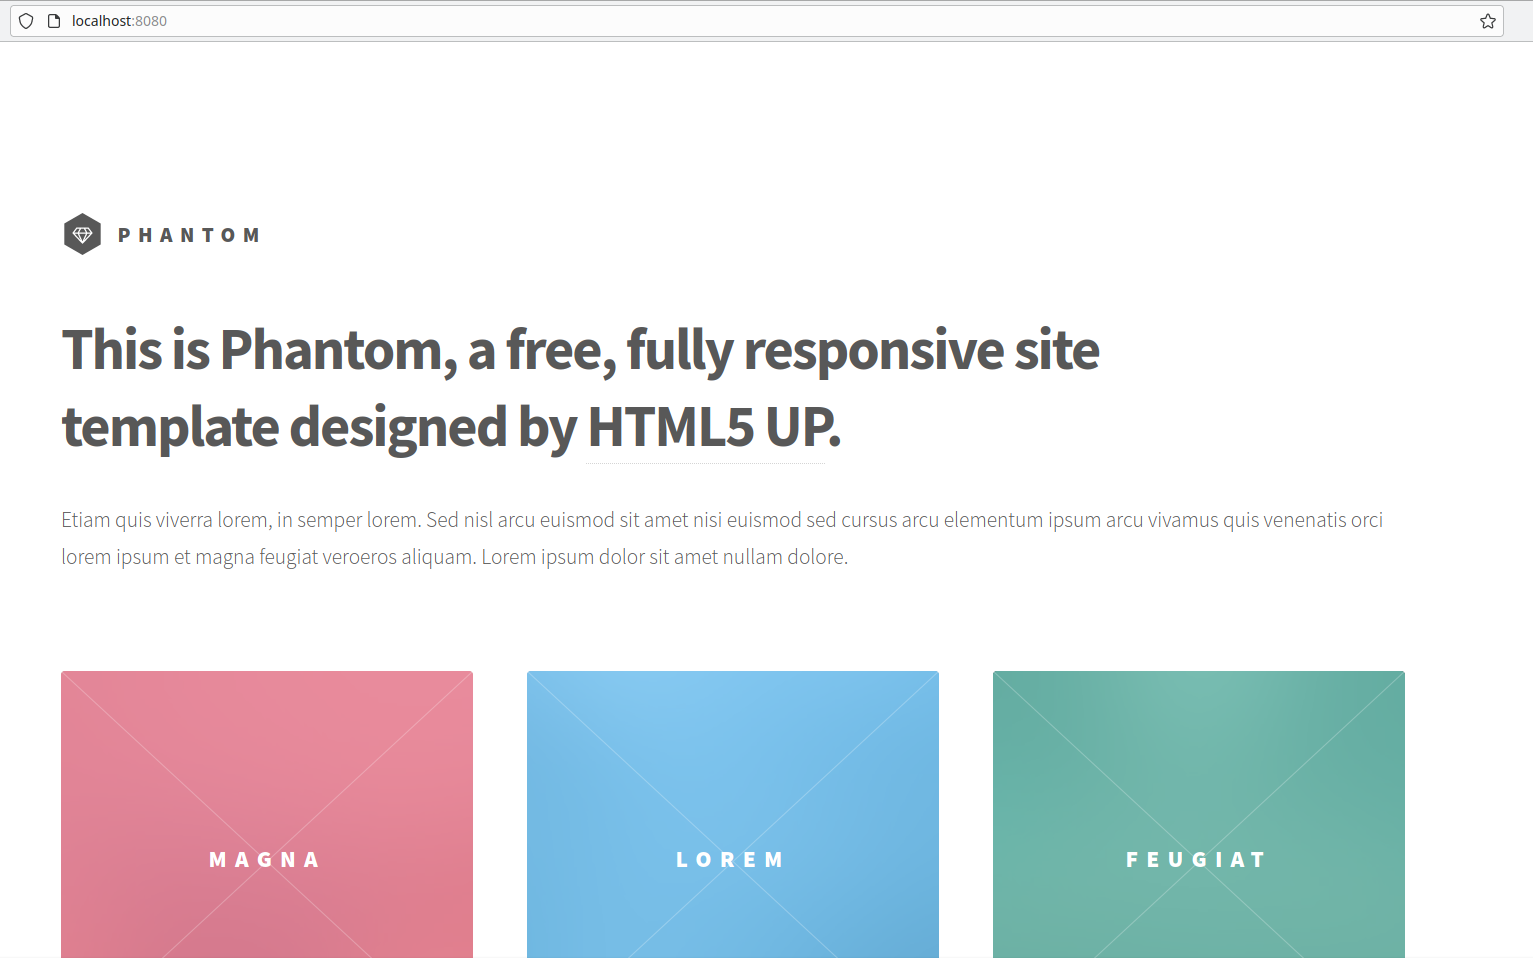 localhost:8080
PHANTOM
This is Phantom, a free, fully responsive site
template designed by HTML5 UP.
Etiam quis viverra lorem, in semper lorem. Sed nisl arcu euismod sit amet nisi euismod sed cursus arcu elementum ipsum arcu vivamus quis venenatis orci
lorem ipsum et magna feugiat veroeros aliquam. Lorem ipsum dolor sit amet nullam dolore.
MAGNA
LOREM
FEUGIAT